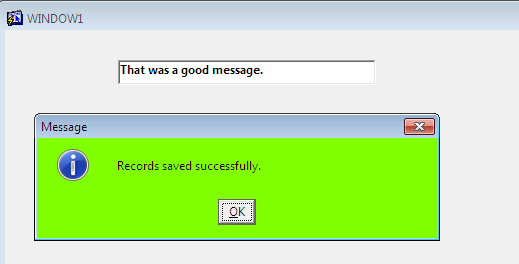 WINDOW1
That was a good message.
Message
Records saved successfully.
OK